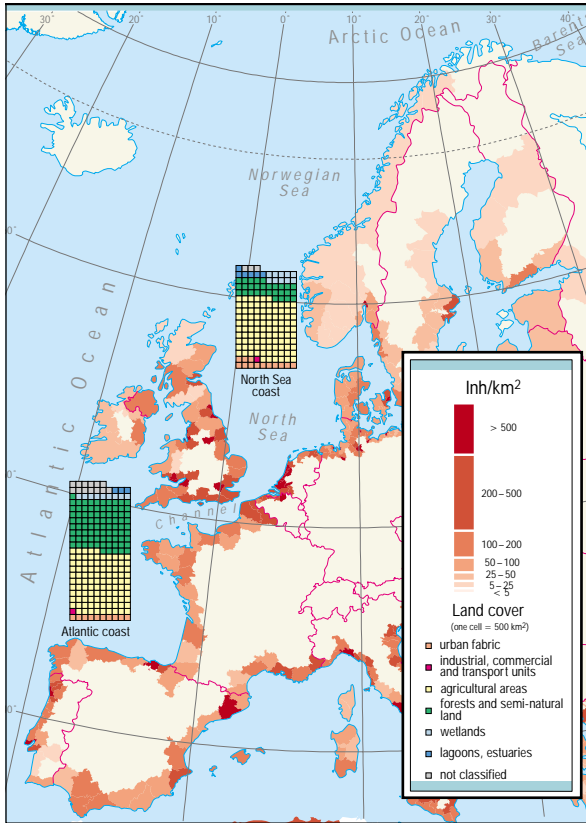 30°
20°
10°
0°
10°
20°
30°
40°
Arctic Ocean
Barents
Sea
Norwegian
Sea
Atlantic Ocean
North Sea
coast
North
Sea
Channel
Atlantic coast
Inh/km²
> 500
200–500
100–200
50–100
25–50
5–25
< 5
Land cover
(one cell = 500 km²)
urban fabric
industrial, commercial
and transport units
agricultural areas
forests and semi-natural
land
wetlands
lagoons, estuaries
not classified